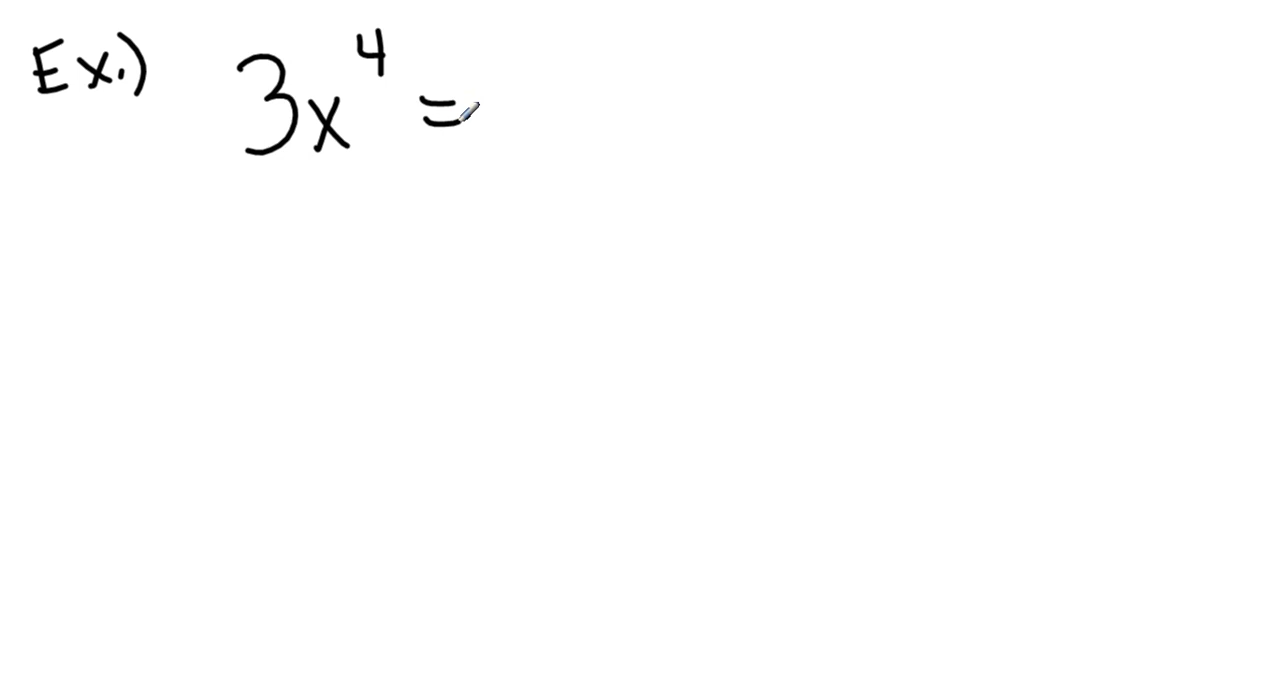 Ex.) 3x⁴ =